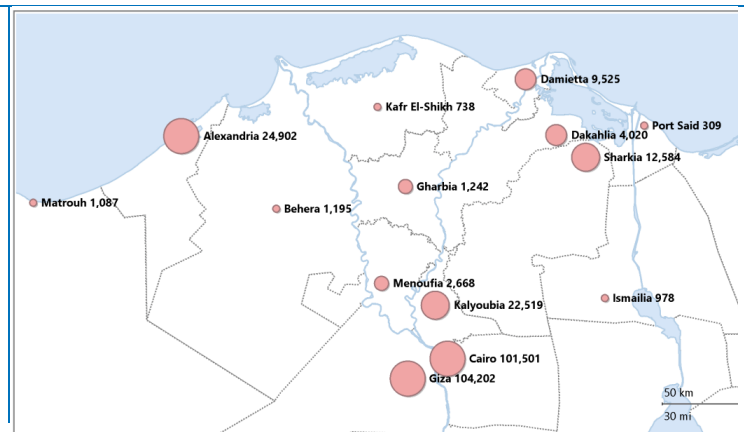 Damietta 9,525
Kafr El-Shikh 738
Port Said 309
Alexandria 24,902
Dakahlia 4,020
Sharkia 12,584
Gharbia 1,242
Matrouh 1,087
Behera 1,195
Menoufia 2,668
Ismailia 978
Kalyoubia 22,519
Cairo 101,501
Giza 104,202
50 km
30 mi